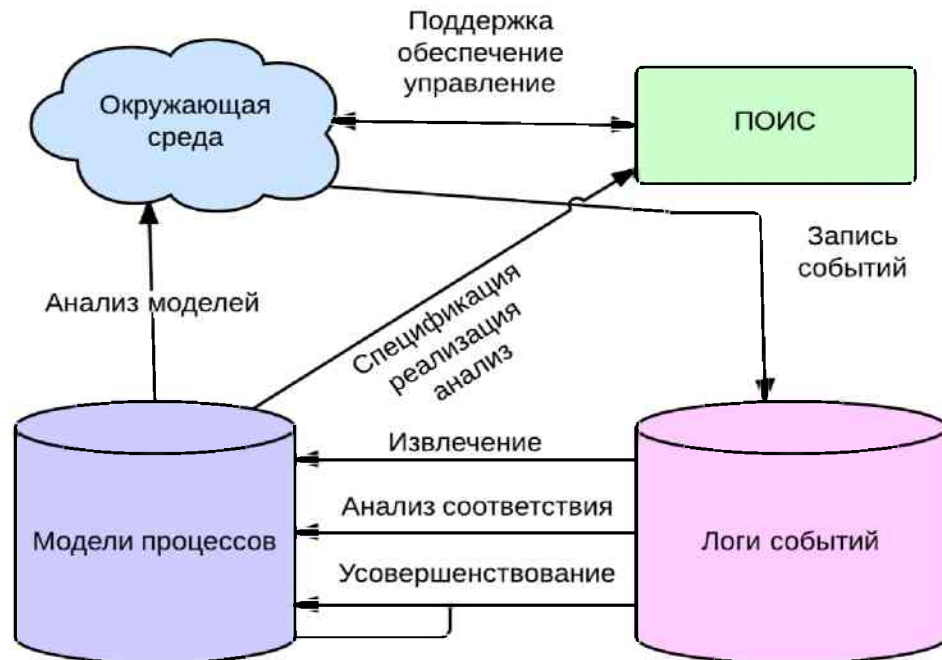 Поддержка
обеспечение
управление
Окружающая
среда
ПОИС
Запись
событий
Анализ моделей
Спецификация
реализация
анализ
Извлечение
Анализ соответствия
Усовершенствование
Модели процессов
Логи событий